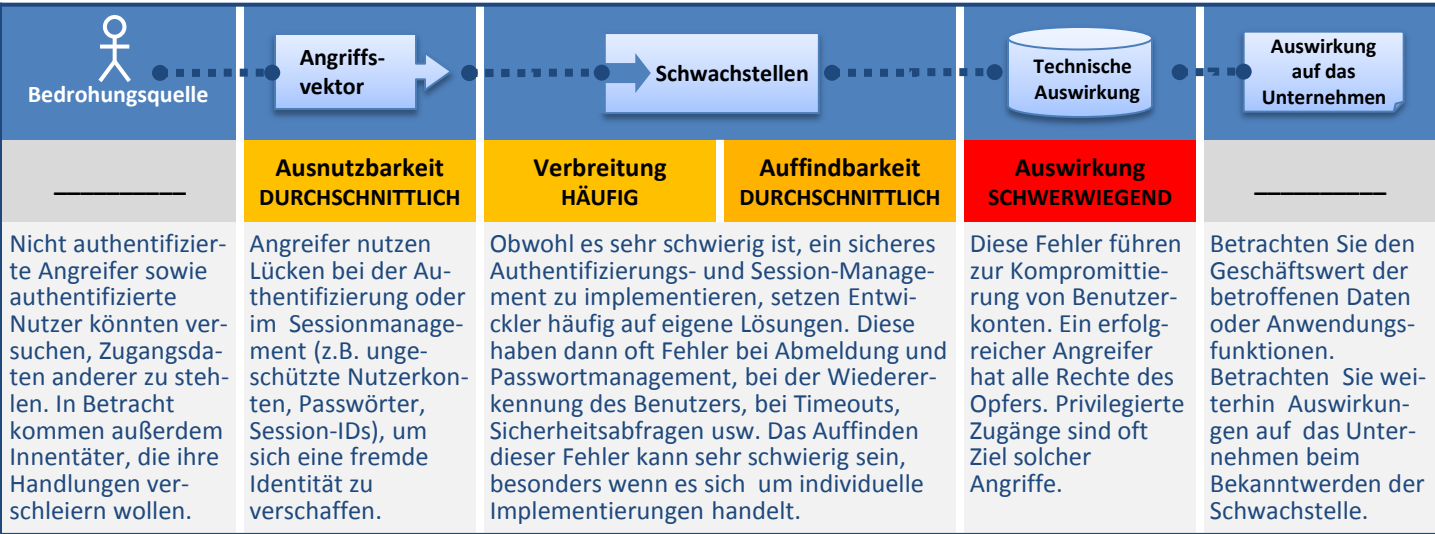 Bedrohungsquelle
Angriffs-
vektor
Schwachstellen
Technische
Auswirkung
Auswirkung
auf das
Unternehmen
__________
Ausnutzbarkeit
DURCHSCHNITTLICH
Verbreitung
HÄUFIG
Auffindbarkeit
DURCHSCHNITTLICH
Auswirkung
SCHWERWIEGEND
__________
Nicht authentifizier-
te Angreifer sowie
authentifizierte
Nutzer könnten ver-
suchen, Zugangsda-
ten anderer zu steh-
len. In Betracht
kommen außerdem
Innentäter, die ihre
Handlungen ver-
schleiern wollen.
Angreifer nutzen
Lücken bei der Au-
thentifizierung oder
im Sessionmanage-
ment (z.B. unge-
schützte Nutzerkon-
ten, Passwörter,
Session-IDs), um
sich eine fremde
Identität zu
verschaffen.
Obwohl es sehr schwierig ist, ein sicheres
Authentifizierungs- und Session-Manage-
ment zu implementieren, setzen Entwi-
ckler häufig auf eigene Lösungen. Diese
haben dann oft Fehler bei Abmeldung und
Passwortmanagement, bei der Wiederer-
kennung des Benutzers, bei Timeouts,
Sicherheitsabfragen usw. Das Auffinden
dieser Fehler kann sehr schwierig sein,
besonders wenn es sich um individuelle
Implementierungen handelt.
Diese Fehler führen
zur Kompromittie-
rung von Benutzer-
konten. Ein erfolg-
reicher Angreifer
hat alle Rechte des
Opfers. Privilegierte
Zugänge sind oft
Ziel solcher
Angriffe.
Betrachten Sie den
Geschäftswert der
betroffenen Daten
oder Anwendungs-
funktionen.
Betrachten Sie wei-
terhin Auswirkun-
gen auf das Unter-
nehmen beim
Bekanntwerden der
Schwachstelle.